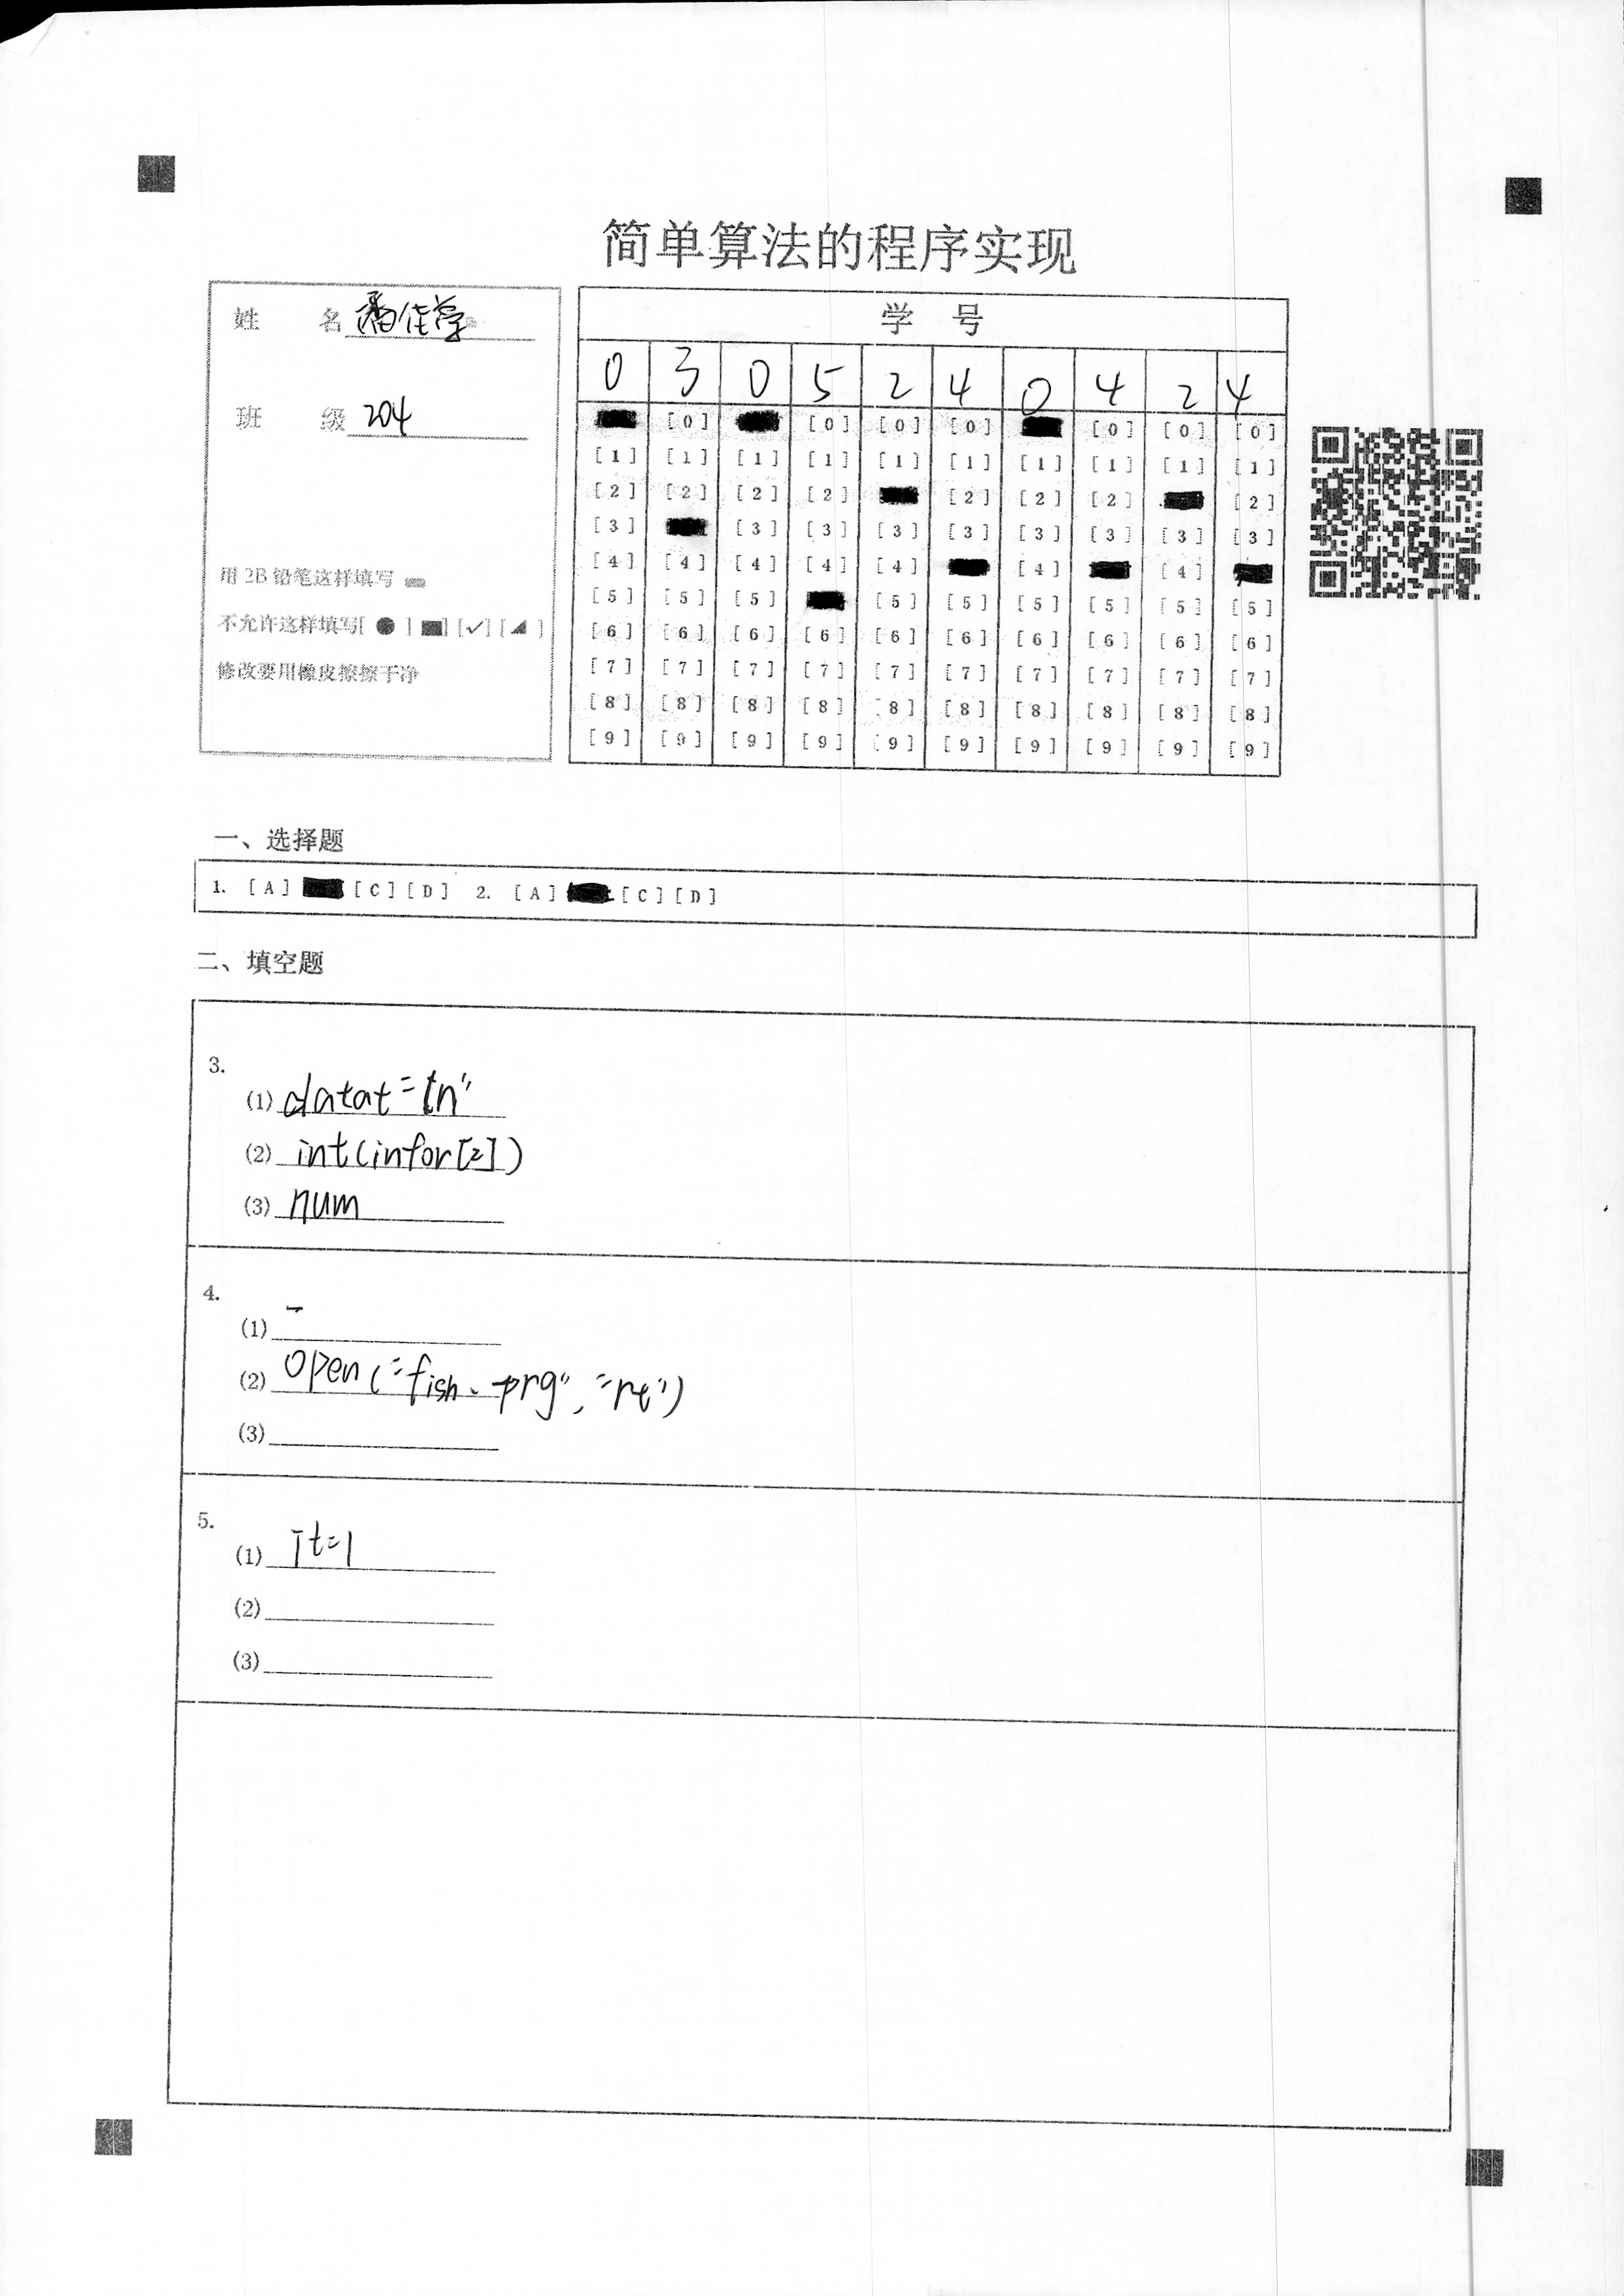 简单算法的程序实现
姓 名 潘佳学
班 级 204
用 2B 铅笔这样填写
不允许这样填写[ ● ] [■] [✓] [◢ ]
修改要用橡皮擦擦干净
学 号
0 3 0 5 2 4 0 4 2 4
[0] [0] [0] [0] [0] [0] [0]
[1] [1] [1] [1] [1] [1] [1] [1] [1] [1]
[2] [2] [2] [2] [2] [2] [2] [2]
[3] [3] [3] [3] [3] [3] [3] [3] [3]
[4] [4] [4] [4] [4] [4] [4]
[5] [5] [5] [5] [5] [5] [5] [5] [5]
[6] [6] [6] [6] [6] [6] [6] [6] [6] [6]
[7] [7] [7] [7] [7] [7] [7] [7] [7] [7]
[8] [8] [8] [8] [8] [8] [8] [8] [8] [8]
[9] [9] [9] [9] [9] [9] [9] [9] [9] [9]
一、选择题
1. [A] [C] [D] 2. [A] [C] [D]
二、填空题
3.
(1)
(2) int(infor[2])
(3) num
4.
(1)
(2) open("fish.prg","rt")
(3)
5.
(1)
(2)
(3)